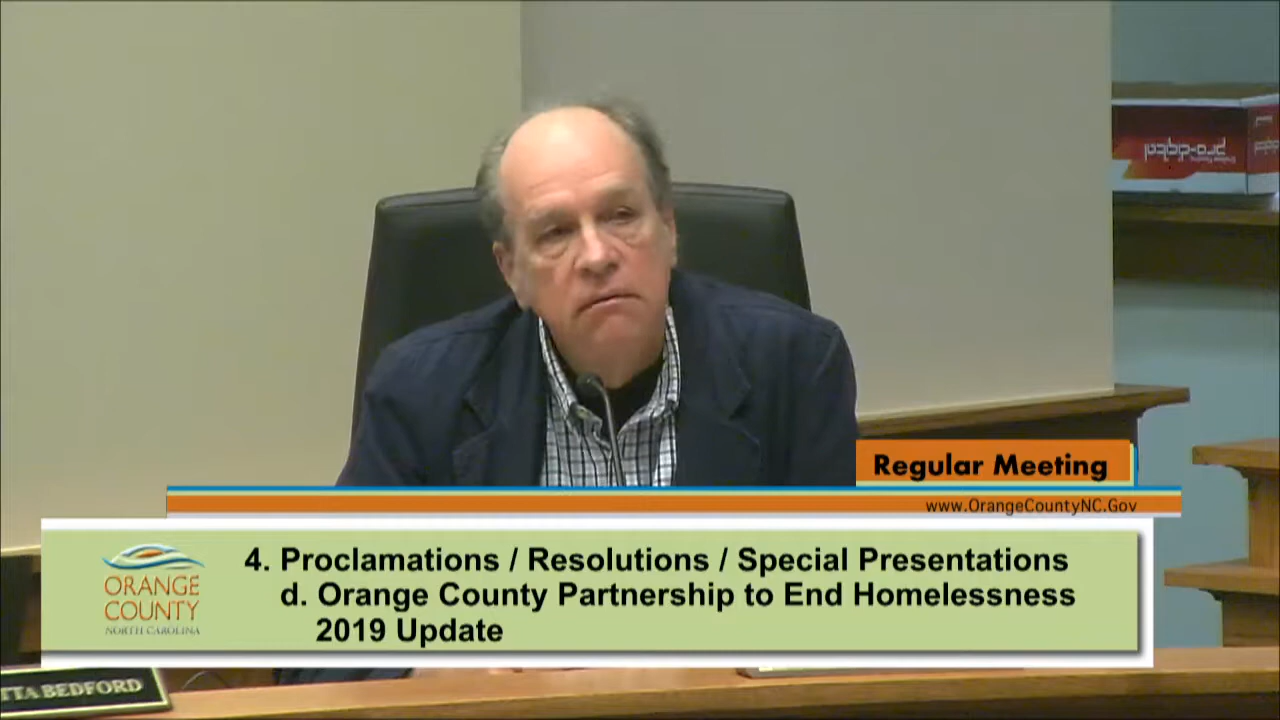 Regular Meeting
www.OrangeCountyNC.Gov
4. Proclamations / Resolutions / Special Presentations
d. Orange County Partnership to End Homelessness
2019 Update
ORANGE
COUNTY
NORTH CAROLINA
TTA BEDFORD